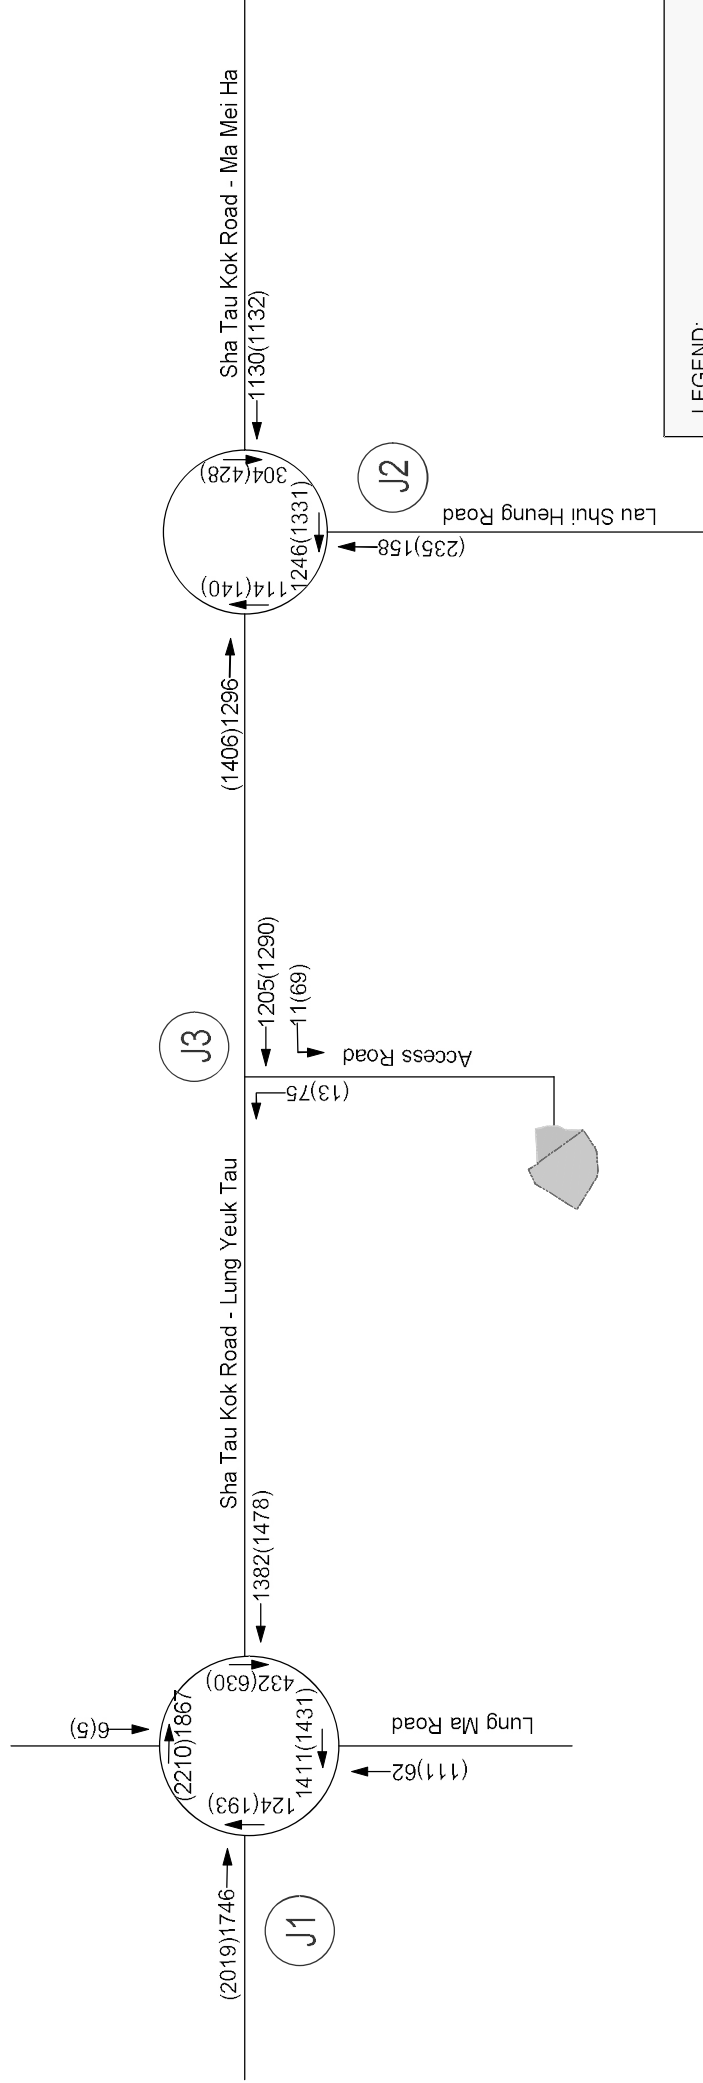 Sha Tau Kok Road - Ma Mei Ha
1130(1132)
304(428)
1246(1331)
114(140)
J2
Lau Shui Heung Road
(235)158
LEGEND:
(1406)1296
1205(1290)
11(69)
J3
Access Road
(13)75
Sha Tau Kok Road - Lung Yeuk Tau
1382(1478)
432(630)
6(5)
(2210)1867
1411(1431)
124(193)
Lung Ma Road
(111)62
(2019)1746
J1